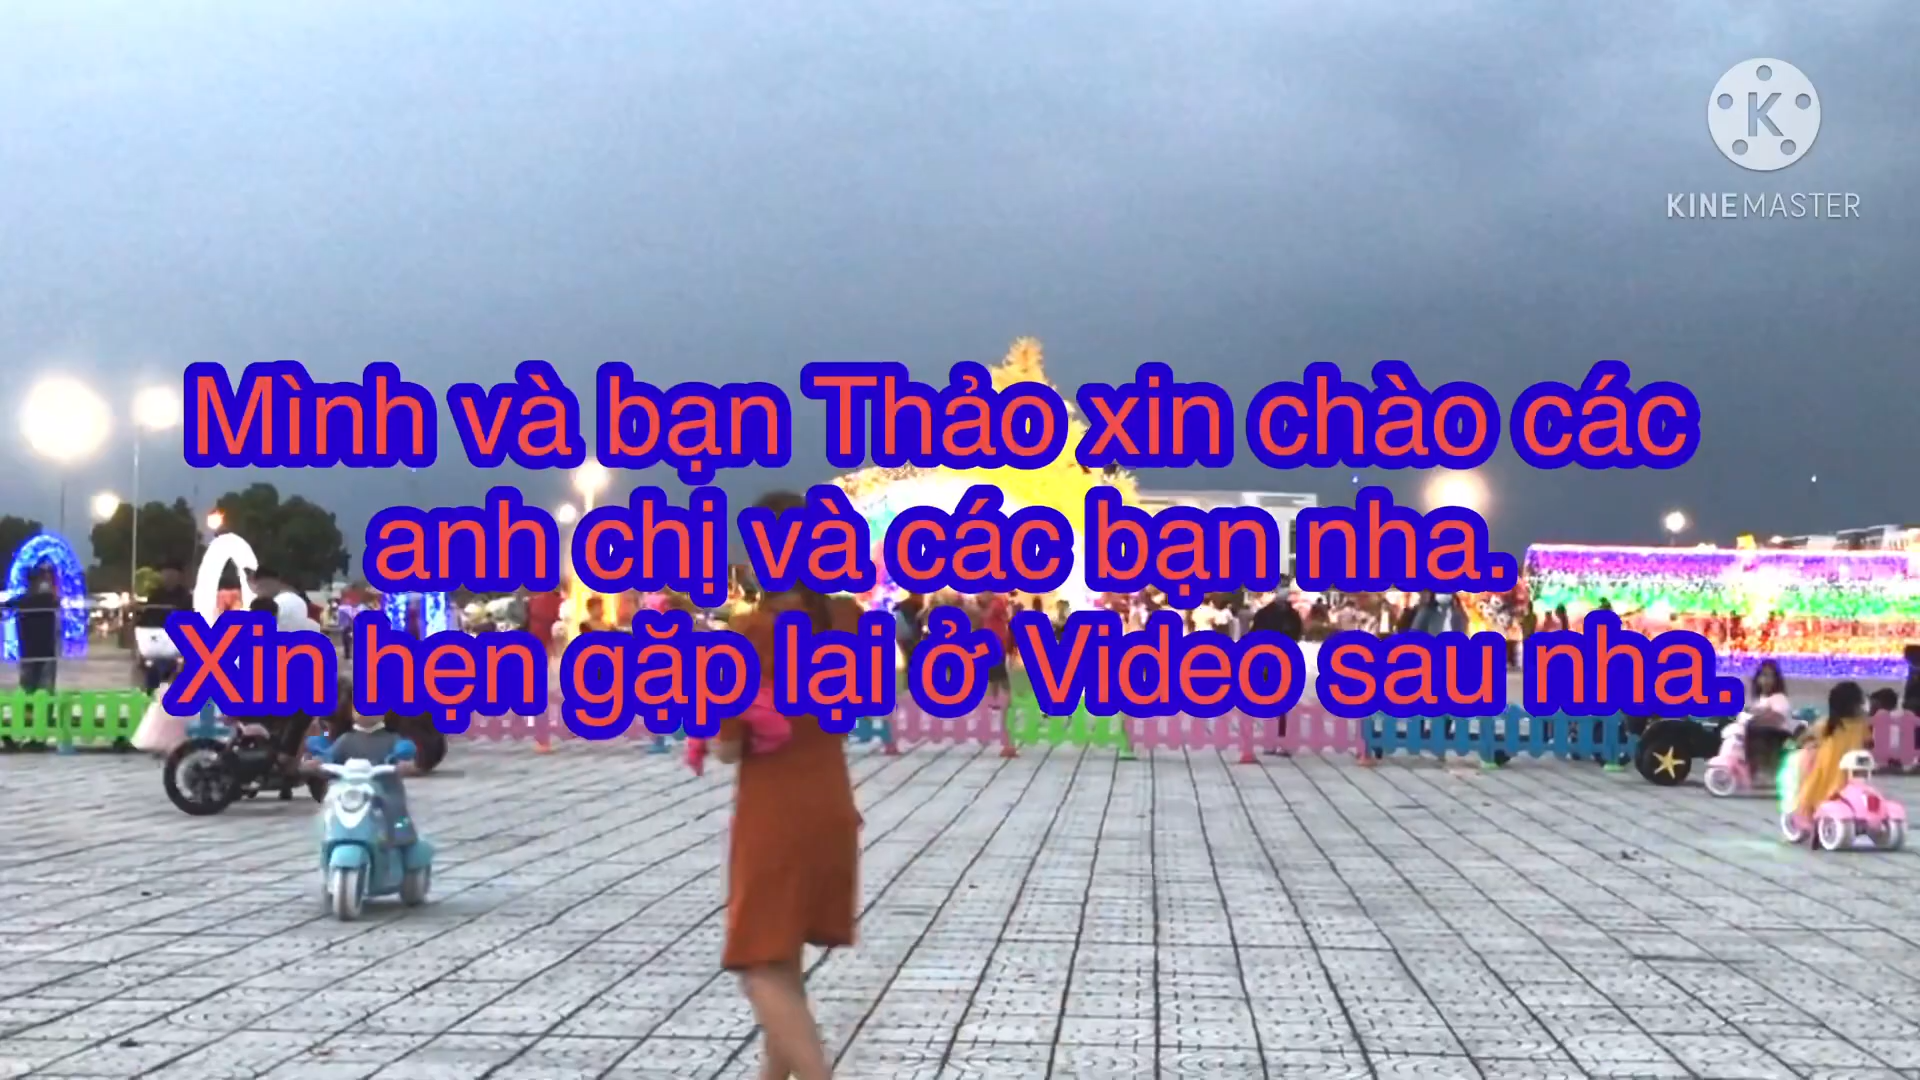 KINEMASTER
Mình và bạn Thảo xin chào các
anh chị và các bạn nha.
Xin hẹn gặp lại ở Video sau nha.